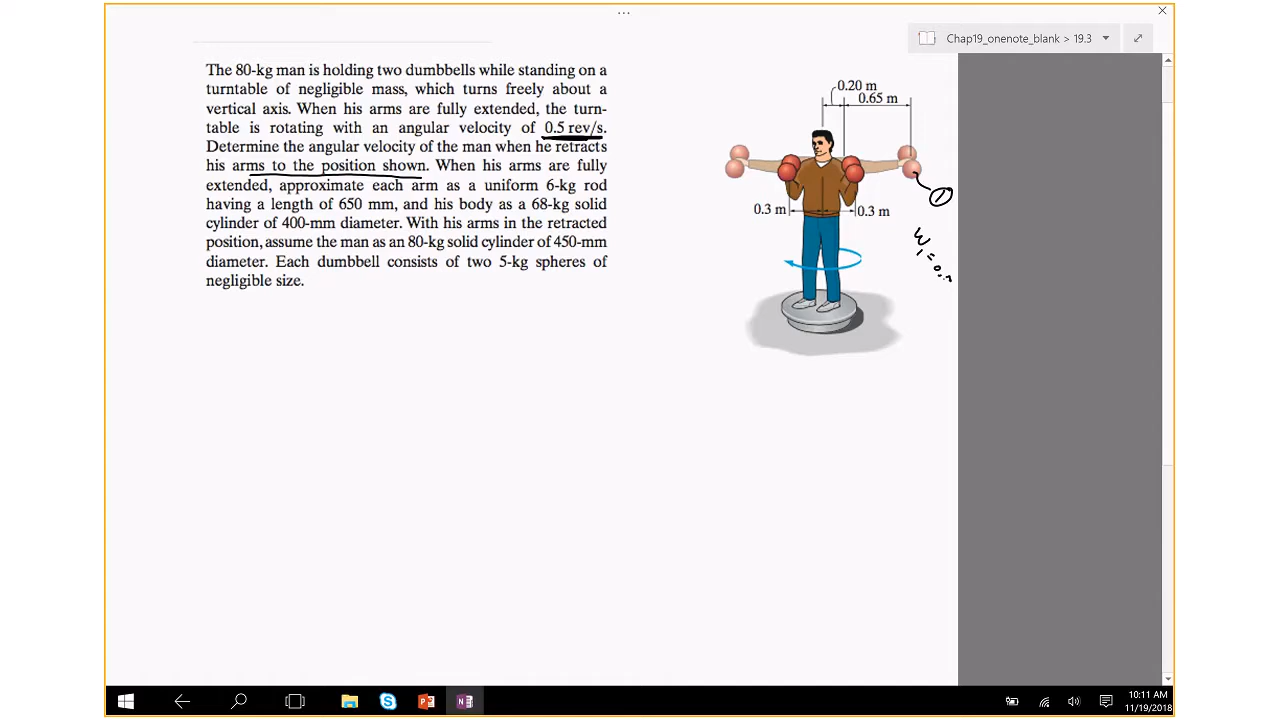 ...
Chap19_onenote_blank > 19.3
The 80-kg man is holding two dumbbells while standing on a
turntable of negligible mass, which turns freely about a
vertical axis. When his arms are fully extended, the turn-
table is rotating with an angular velocity of 0.5 rev/s.
Determine the angular velocity of the man when he retracts
his arms to the position shown. When his arms are fully
extended, approximate each arm as a uniform 6-kg rod
having a length of 650 mm, and his body as a 68-kg solid
cylinder of 400-mm diameter. With his arms in the retracted
position, assume the man as an 80-kg solid cylinder of 450-mm
diameter. Each dumbbell consists of two 5-kg spheres of
negligible size.
0.20 m
0.65 m
0.3 m
0.3 m
1
ω₁ = 0.
10:11 AM
11/19/2018